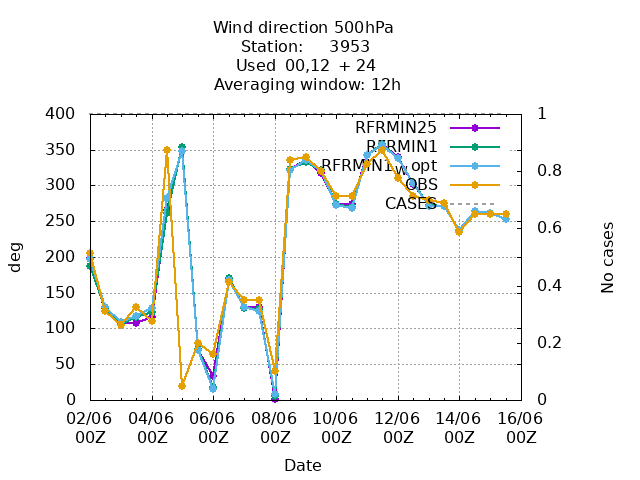 Wind direction 500hPa
Station: 3953
Used 00,12 + 24
Averaging window: 12h
400
350
300
250
200
150
100
50
0
deg
1
0.8
0.6
0.4
0.2
0
No cases
RFRMIN25
RFRMIN1
RFRMIN1_w_opt
OBS
CASES
02/06 04/06 06/06 08/06 10/06 12/06 14/06 16/06
00Z 00Z 00Z 00Z 00Z 00Z 00Z 00Z
Date